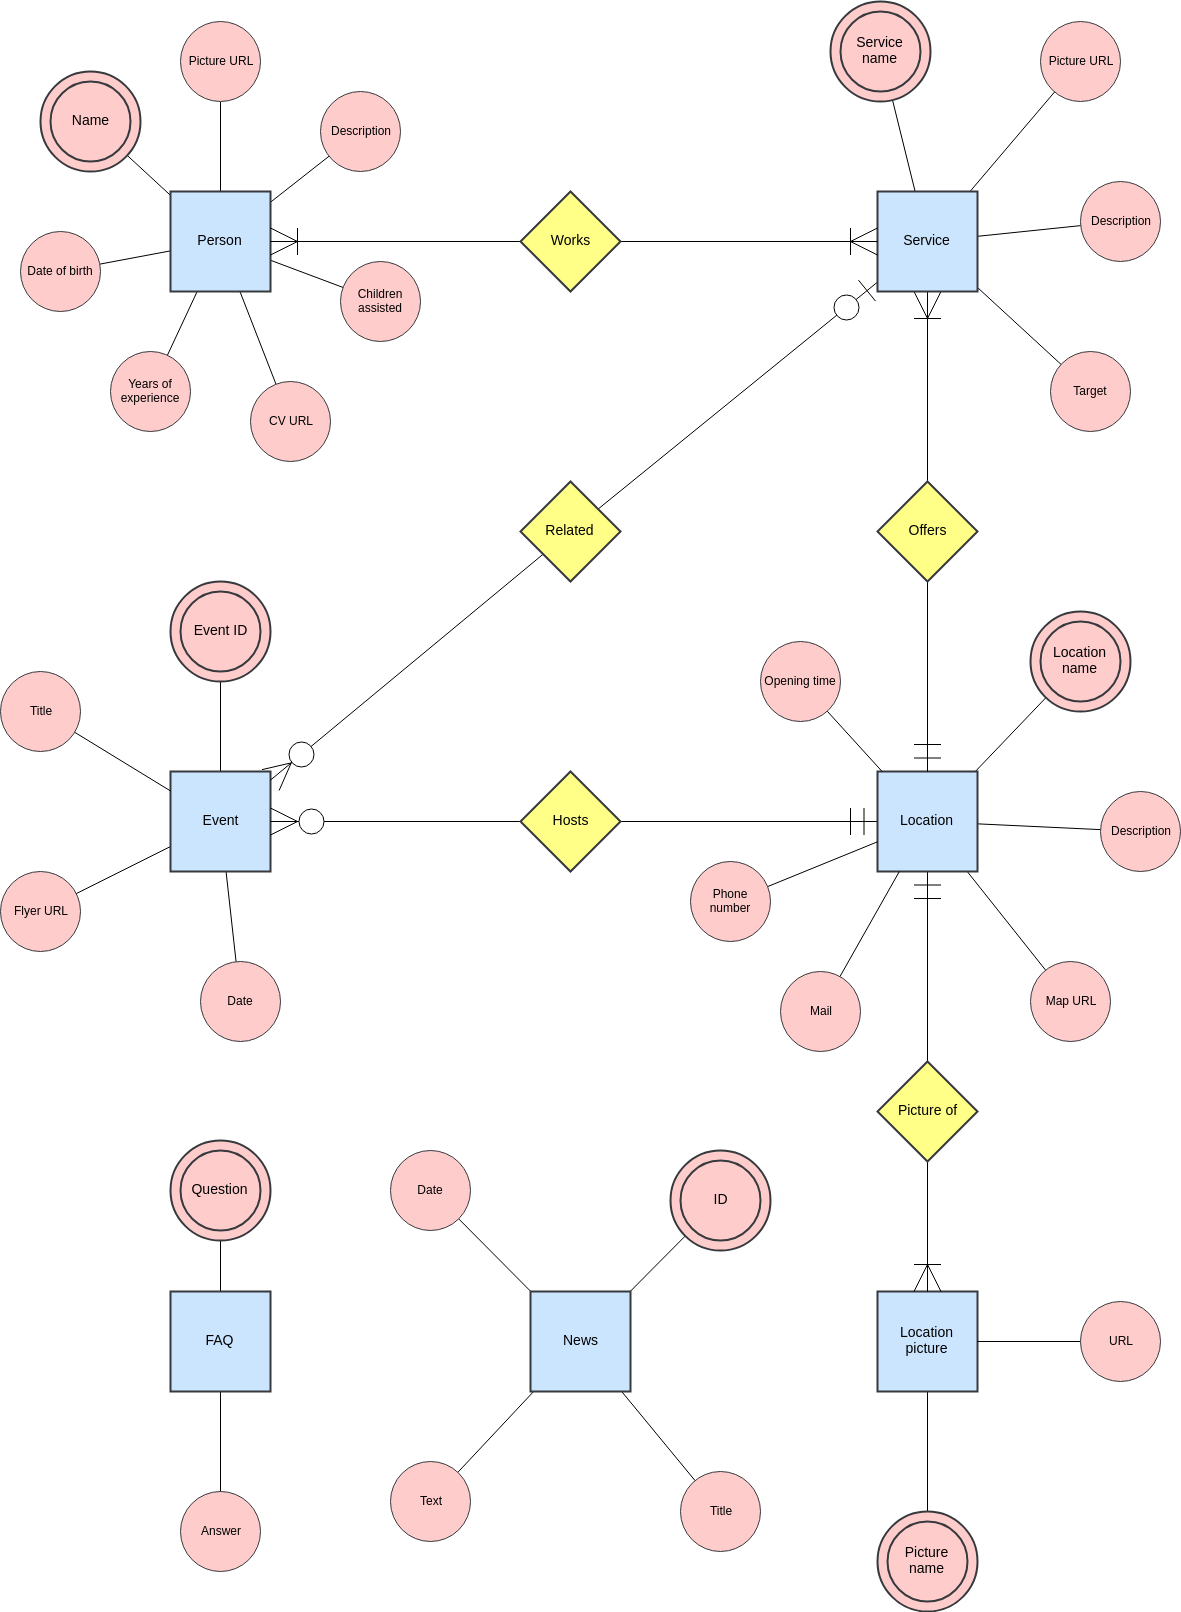 Service
name
Picture URL
Picture URL
Name
Description
Description
Person
Works
Service
Date of birth
Children
assisted
Years of
experience
CV URL
Target
Related
Offers
Event ID
Location
name
Opening time
Title
Event
Hosts
Location
Description
Phone
number
Flyer URL
Date
Mail
Map URL
Picture of
Question
Date
ID
FAQ
News
Location
picture
URL
Text
Title
Answer
Picture
name